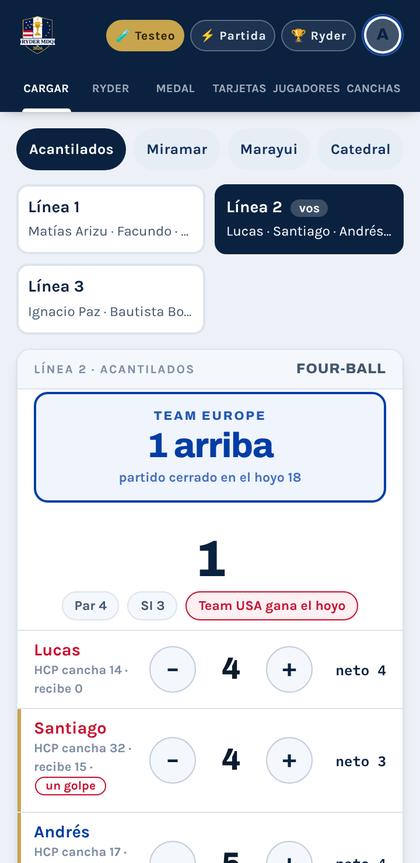 RYDER MDQ
2026
🧪 Testeo
⚡ Partida
🏆 Ryder
A
CARGAR RYDER MEDAL TARJETAS JUGADORES CANCHAS
Acantilados Miramar Marayui Catedral
Línea 1
Matías Arizu · Facundo · ...
Línea 2 vos
Lucas · Santiago · Andrés...
Línea 3
Ignacio Paz · Bautista Bo...
LÍNEA 2 · ACANTILADOS FOUR-BALL
TEAM EUROPE
1 arriba
partido cerrado en el hoyo 18
1
Par 4 SI 3 Team USA gana el hoyo
Lucas
HCP cancha 14 ·
recibe 0
− 4 + neto 4
Santiago
HCP cancha 32 ·
recibe 15 ·
un golpe
− 4 + neto 3
Andrés
HCP cancha 17 ·